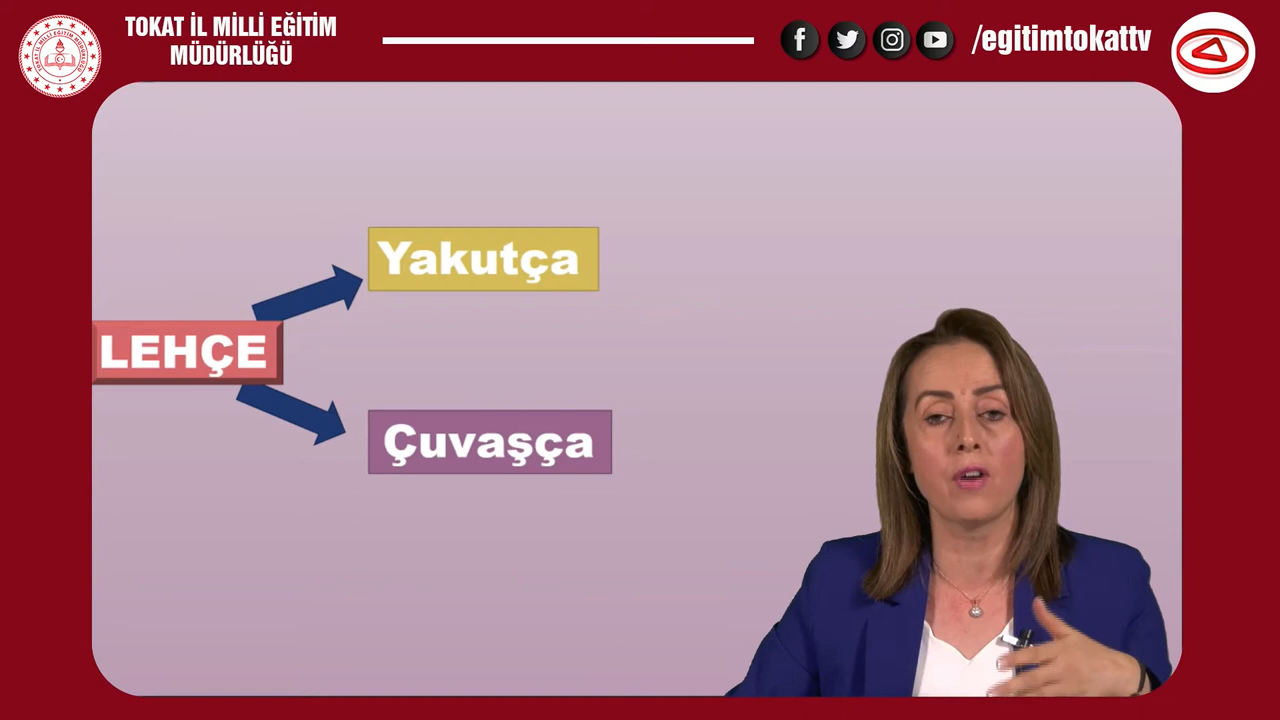 TOKAT İL MİLLİ EĞİTİM
MÜDÜRLÜĞÜ
/egitimtokattv
Yakutça
LEHÇE
Çuvaşça